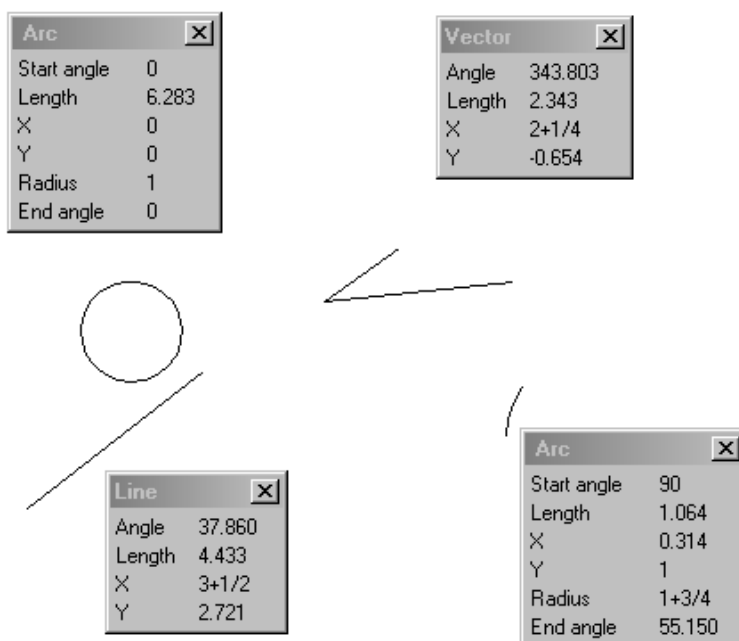 Arc
Start angle 0
Length 6.283
X 0
Y 0
Radius 1
End angle 0
Vector
Angle 343.803
Length 2.343
X 2+1/4
Y -0.654
Line
Angle 37.860
Length 4.433
X 3+1/2
Y 2.721
Arc
Start angle 90
Length 1.064
X 0.314
Y 1
Radius 1+3/4
End angle 55.150